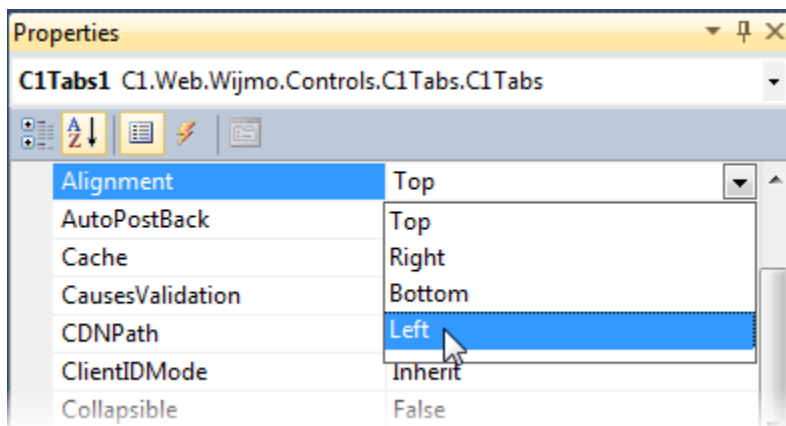 Properties
C1Tabs1 C1.Web.Wijmo.Controls.C1Tabs.C1Tabs
A Z
Alignment Top
AutoPostBack Top
Cache Right
CausesValidation Bottom
CDNPath Left
ClientIDMode Inherit
Collapsible False